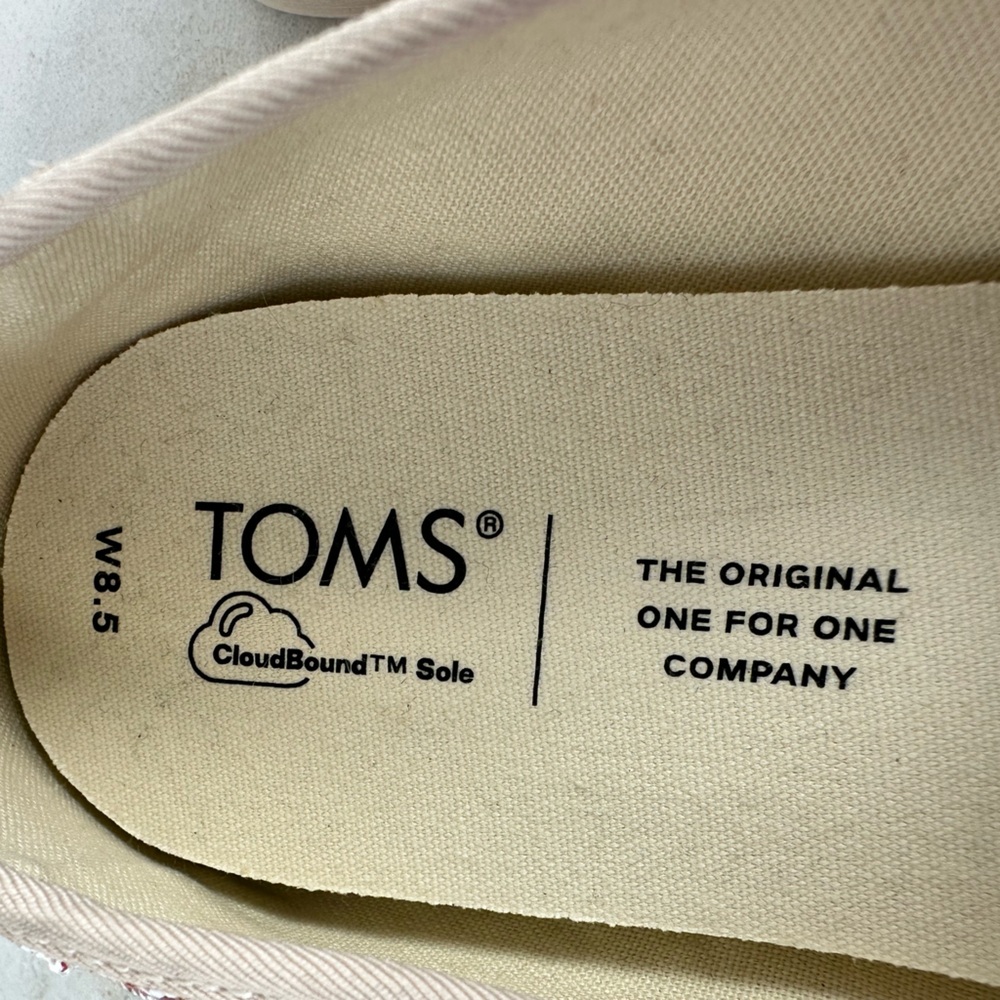 W8.5
TOMS®
CloudBound™ Sole
THE ORIGINAL
ONE FOR ONE
COMPANY